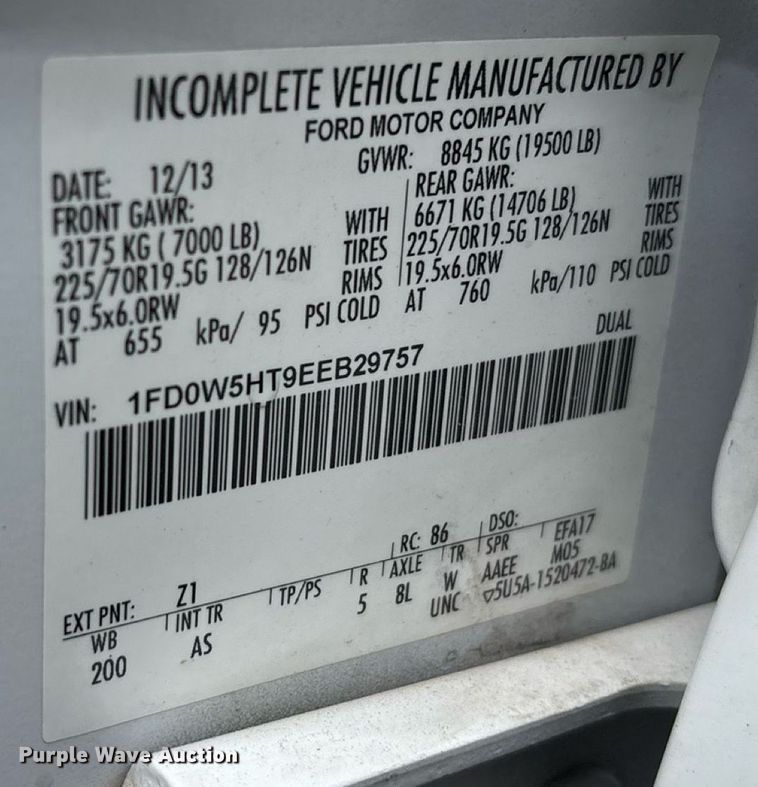 INCOMPLETE VEHICLE MANUFACTURED BY
FORD MOTOR COMPANY
DATE: 12/13 GVWR: 8845 KG (19500 LB)
FRONT GAWR: REAR GAWR:
3175 KG ( 7000 LB) WITH 6671 KG (14706 LB) WITH
225/70R19.5G 128/126N TIRES 225/70R19.5G 128/126N TIRES
19.5x6.0RW RIMS 19.5x6.0RW RIMS
AT 655 kPa/ 95 PSI COLD AT 760 kPa/110 PSI COLD
DUAL
VIN: 1FD0W5HT9EEB29757
EXT PNT: Z1 RC: 86 DSO:
WB INT TR TP/PS R AXLE TR SPR EFA17
200 AS 5 8L W AAEE M05
UNC ▽5U5A-1520472-BA
Purple Wave Auction